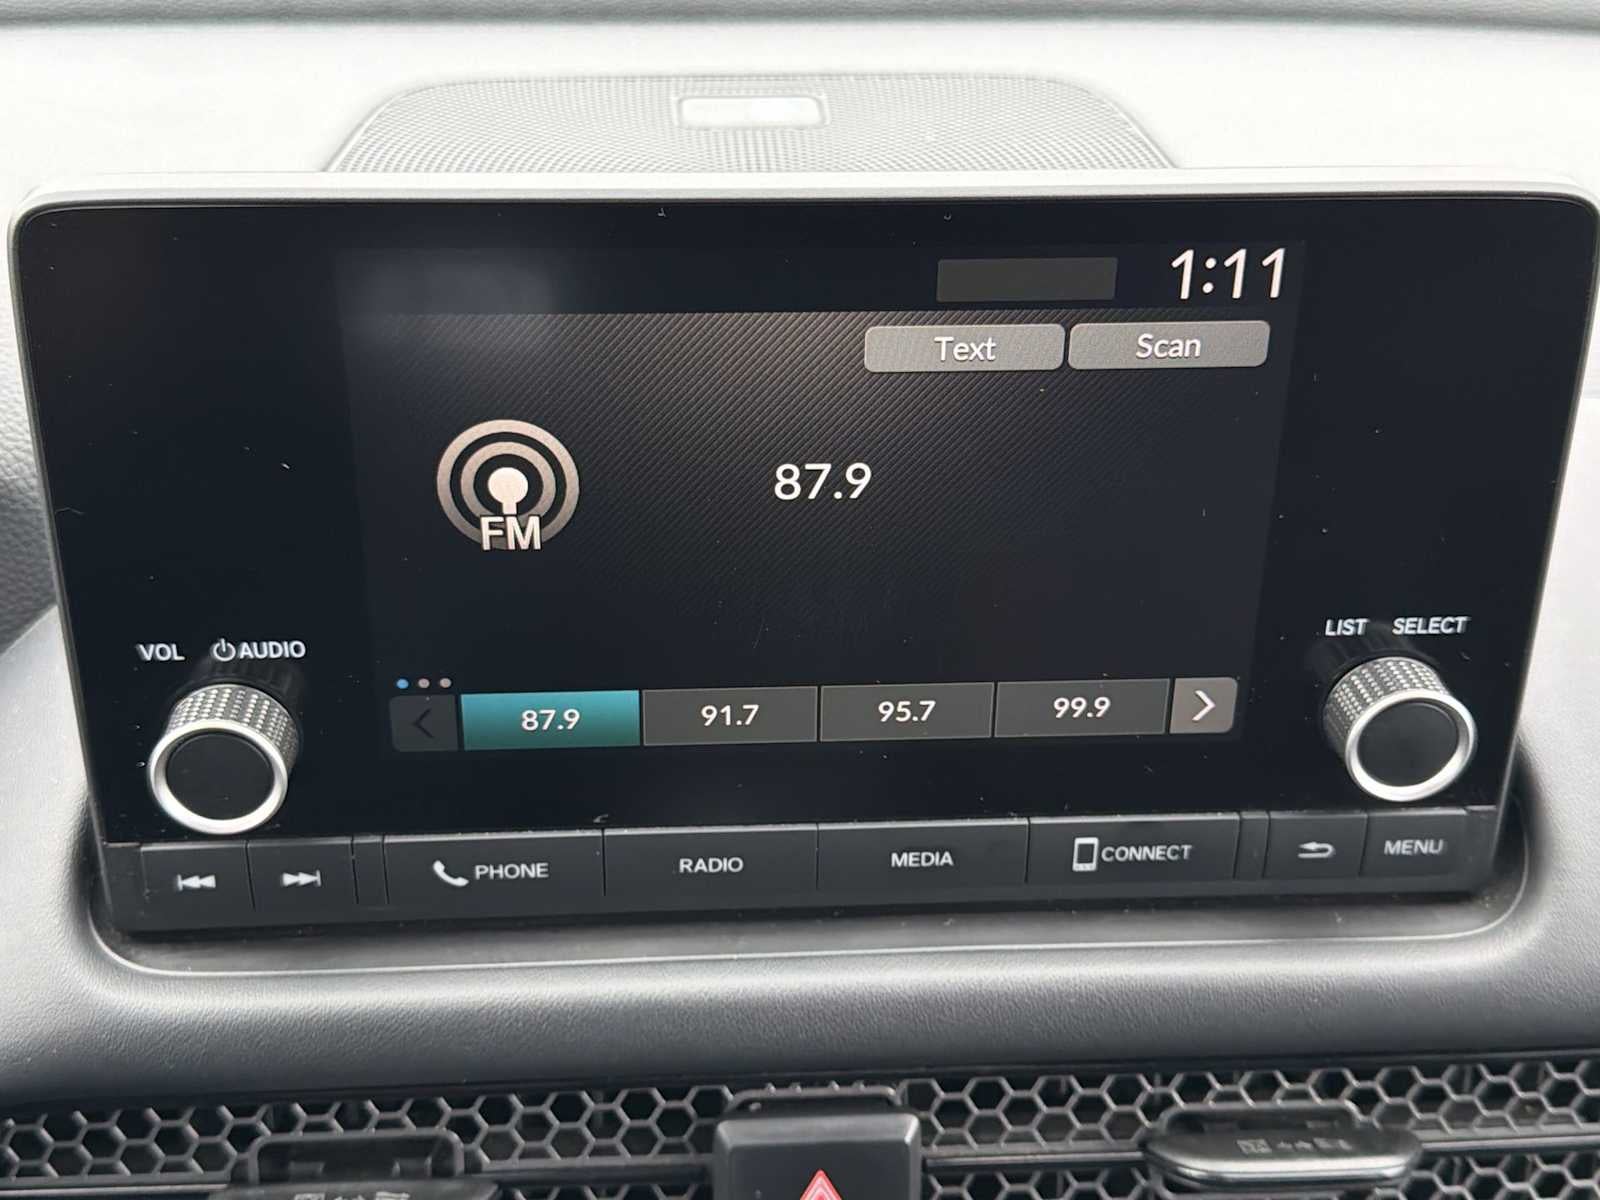 1:11
Text Scan
FM
87.9
VOL AUDIO
LIST SELECT
87.9 91.7 95.7 99.9
PHONE RADIO MEDIA CONNECT MENU